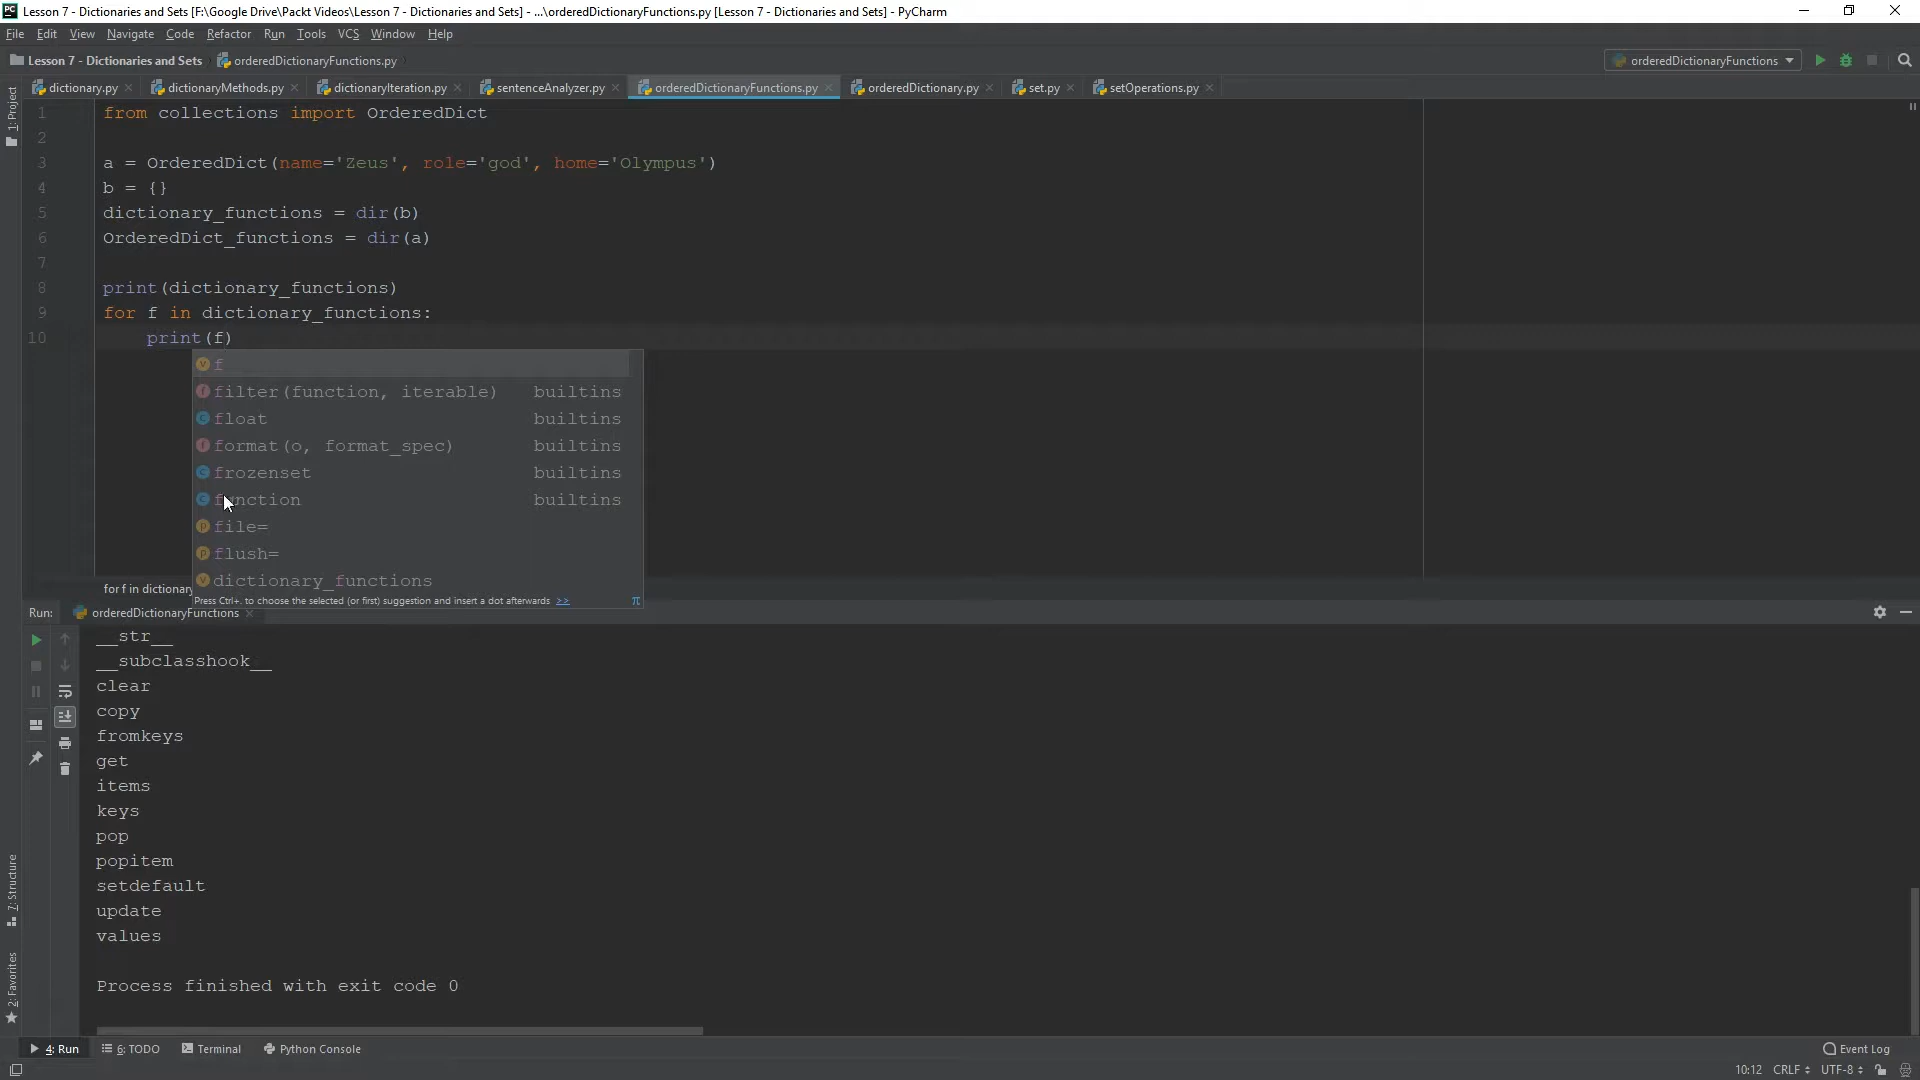 Lesson 7 - Dictionaries and Sets [F:\Google Drive\Packt Videos\Lesson 7 - Dictionaries and Sets] - ...\orderedDictionaryFunctions.py [Lesson 7 - Dictionaries and Sets] - PyCharm
File Edit View Navigate Code Refactor Run Tools VCS Window Help
Lesson 7 - Dictionaries and Sets orderedDictionaryFunctions.py orderedDictionaryFunctions
dictionary.py dictionaryMethods.py dictionaryIteration.py sentenceAnalyzer.py orderedDictionaryFunctions.py orderedDictionary.py set.py setOperations.py
1: Project
1 from collections import OrderedDict
2
3 a = OrderedDict(name='Zeus', role='god', home='Olympus')
4 b = {}
5 dictionary_functions = dir(b)
6 OrderedDict_functions = dir(a)
7
8 print(dictionary_functions)
9 for f in dictionary_functions:
10 print(f)
f
filter(function, iterable) builtins
float builtins
format(o, format_spec) builtins
frozenset builtins
function builtins
file=
flush=
dictionary_functions
Press Ctrl+. to choose the selected (or first) suggestion and insert a dot afterwards >> π
for f in dictionary
Run: orderedDictionaryFunctions
__str__
__subclasshook__
clear
copy
fromkeys
get
items
keys
pop
popitem
setdefault
update
values
Process finished with exit code 0
7: Structure
2: Favorites
4: Run 6: TODO Terminal Python Console Event Log
10:12 CRLF UTF-8